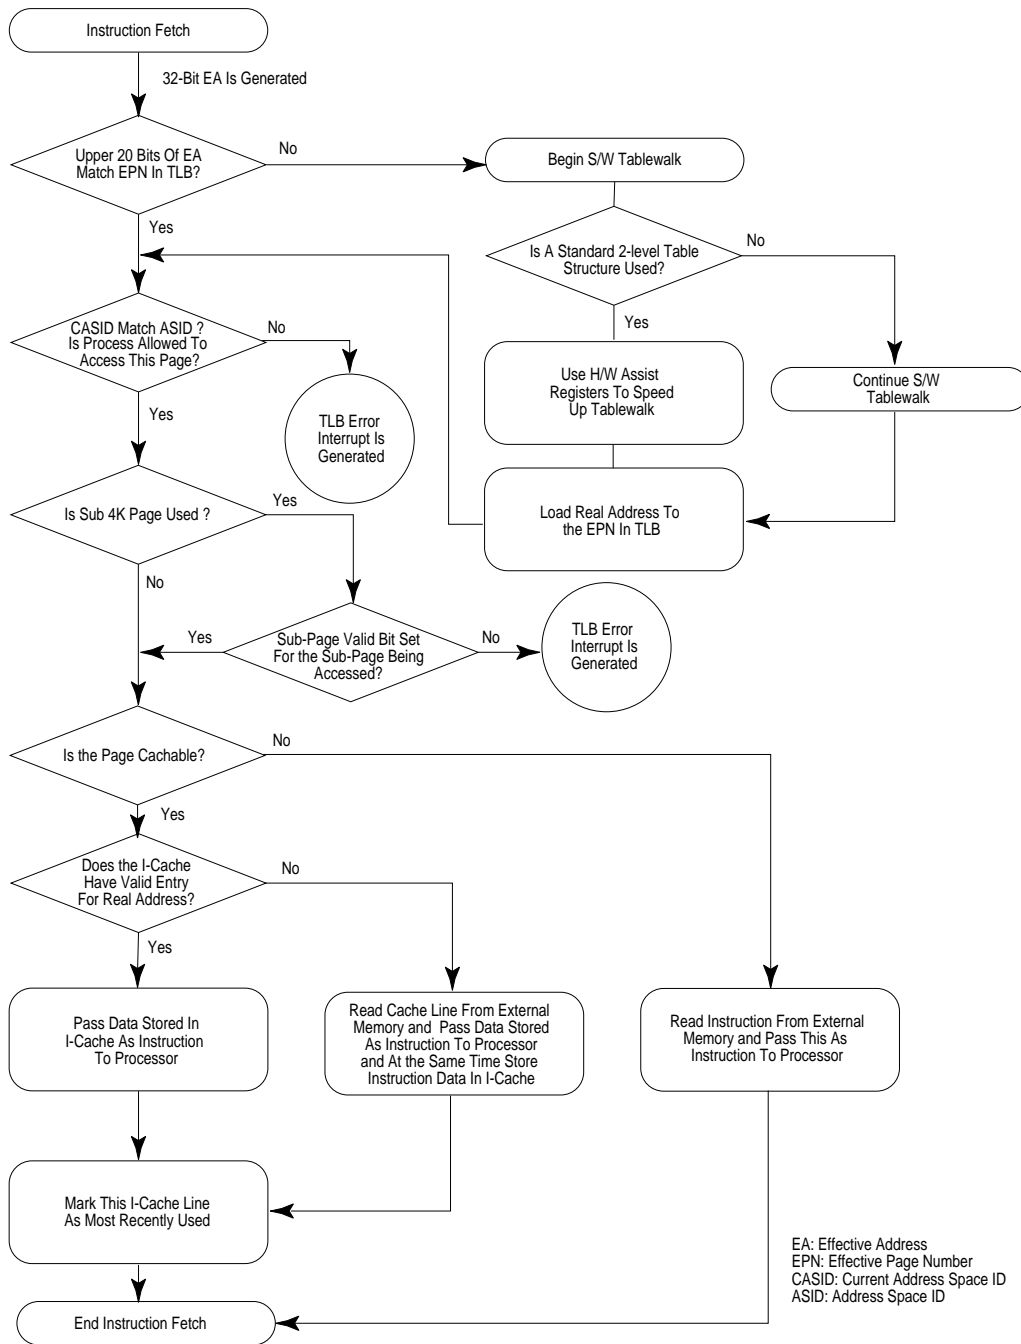 Instruction Fetch
32-Bit EA Is Generated
Upper 20 Bits Of EA
Match EPN In TLB?
No
Begin S/W Tablewalk
Yes
Is A Standard 2-level Table
Structure Used?
No
Yes
CASID Match ASID ?
Is Process Allowed To
Access This Page?
No
Use H/W Assist
Registers To Speed
Up Tablewalk
Continue S/W
Tablewalk
Yes
TLB Error
Interrupt Is
Generated
Is Sub 4K Page Used ?
Yes
Load Real Address To
the EPN In TLB
No
Yes
Sub-Page Valid Bit Set
For the Sub-Page Being
Accessed?
No
TLB Error
Interrupt Is
Generated
Is the Page Cachable?
No
Yes
Does the I-Cache
Have Valid Entry
For Real Address?
No
Yes
Pass Data Stored In
I-Cache As Instruction
To Processor
Read Cache Line From External
Memory and Pass Data Stored
As Instruction To Processor
and At the Same Time Store
Instruction Data In I-Cache
Read Instruction From External
Memory and Pass This As
Instruction To Processor
Mark This I-Cache Line
As Most Recently Used
End Instruction Fetch
EA: Effective Address
EPN: Effective Page Number
CASID: Current Address Space ID
ASID: Address Space ID